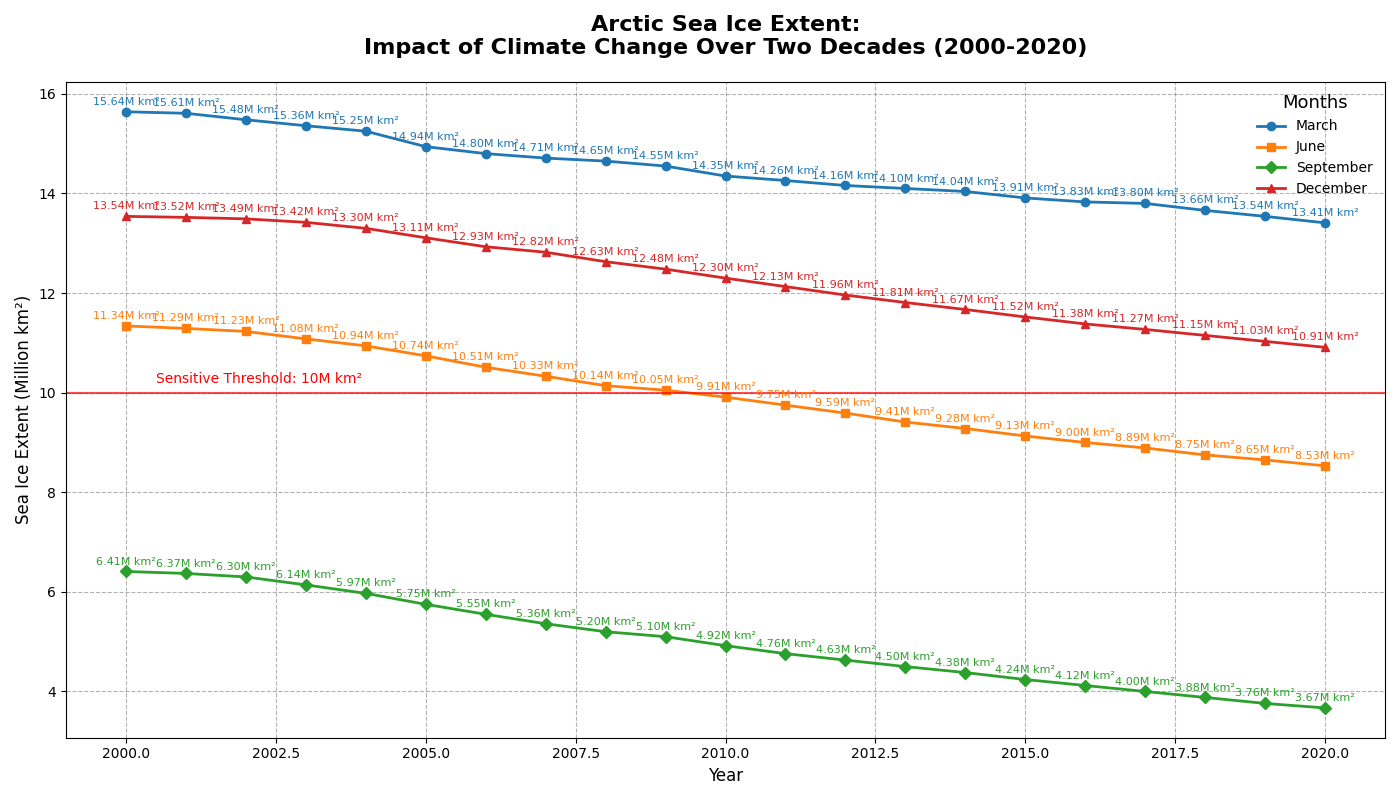 Arctic Sea Ice Extent:
Impact of Climate Change Over Two Decades (2000-2020)
Sea Ice Extent (Million km²)
16
14
12
10
8
6
4
15.64M km² 15.61M km² 15.48M km² 15.36M km² 15.25M km² 14.94M km² 14.80M km² 14.71M km² 14.65M km² 14.55M km² 14.35M km² 14.26M km² 14.16M km² 14.10M km² 14.04M km² 13.91M km² 13.83M km² 13.80M km² 13.66M km² 13.54M km² 13.41M km²
Months
March
June
September
December
13.54M km² 13.52M km² 13.49M km² 13.42M km² 13.30M km² 13.11M km² 12.93M km² 12.82M km² 12.63M km² 12.48M km² 12.30M km² 12.13M km² 11.96M km² 11.81M km² 11.67M km² 11.52M km² 11.38M km² 11.27M km² 11.15M km² 11.03M km² 10.91M km²
11.34M km² 11.29M km² 11.23M km² 11.08M km² 10.94M km² 10.74M km² 10.51M km² 10.33M km² 10.14M km² 10.05M km² 9.91M km² 9.75M km² 9.59M km² 9.41M km² 9.28M km² 9.13M km² 9.00M km² 8.89M km² 8.75M km² 8.65M km² 8.53M km²
Sensitive Threshold: 10M km²
6.41M km² 6.37M km² 6.30M km² 6.14M km² 5.97M km² 5.75M km² 5.55M km² 5.36M km² 5.20M km² 5.10M km² 4.92M km² 4.76M km² 4.63M km² 4.50M km² 4.38M km² 4.24M km² 4.12M km² 4.00M km² 3.88M km² 3.76M km² 3.67M km²
2000.0 2002.5 2005.0 2007.5 2010.0 2012.5 2015.0 2017.5 2020.0
Year